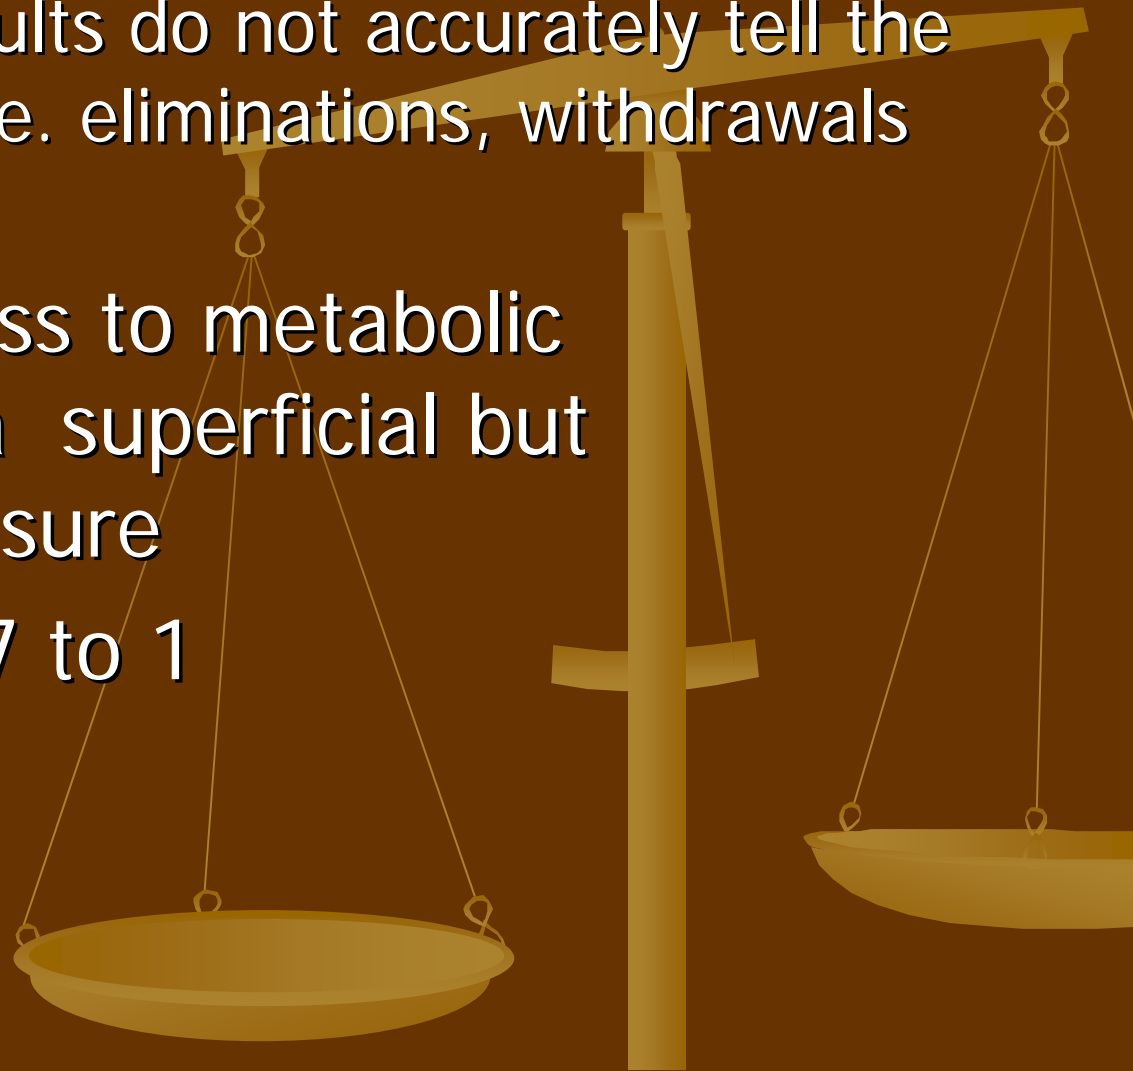 ults do not accurately tell the
e. eliminations, withdrawals
ss to metabolic
superficial but
sure
7 to 1